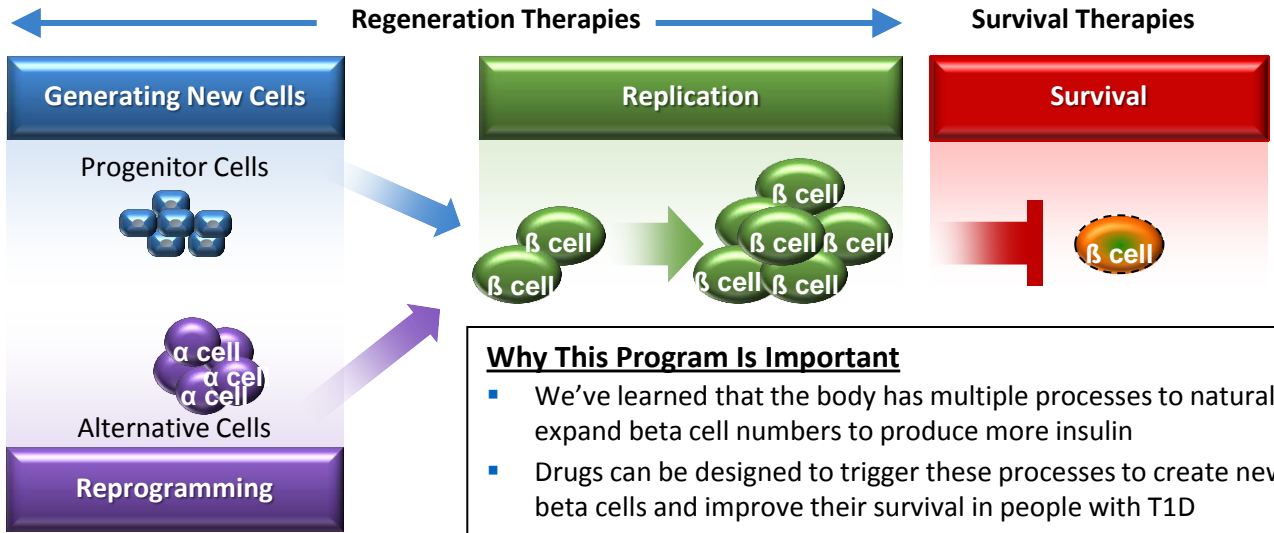 Regeneration Therapies
Survival Therapies
Generating New Cells
Replication
Survival
Progenitor Cells
ß cell
ß cell
ß cell
ß cell
ß cell
ß cell
ß cell
ß cell
α cell
α cell
α cell
Alternative Cells
Reprogramming
Why This Program Is Important
▪ We’ve learned that the body has multiple processes to natural
expand beta cell numbers to produce more insulin
▪ Drugs can be designed to trigger these processes to create new
beta cells and improve their survival in people with T1D